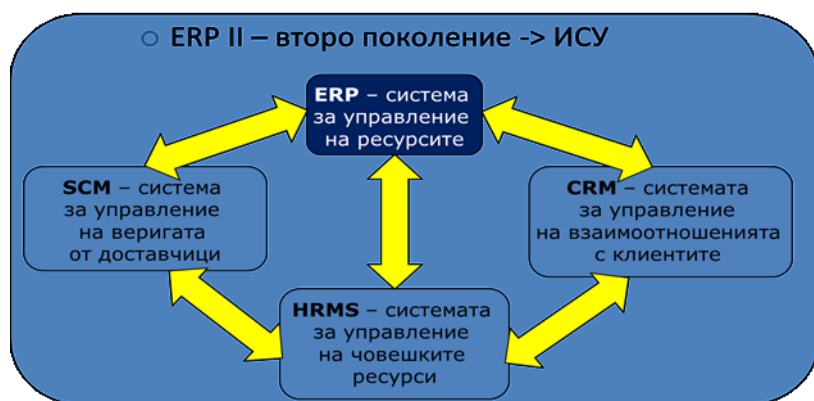 ○ ERP II – второ поколение -> ИСУ
ERP – система
за управление
на ресурсите
SCM – система
за управление
на веригата
от доставчици
CRM – системата
за управление
на взаимоотношенията
с клиентите
HRMS – системата
за управление
на човешките
ресурси